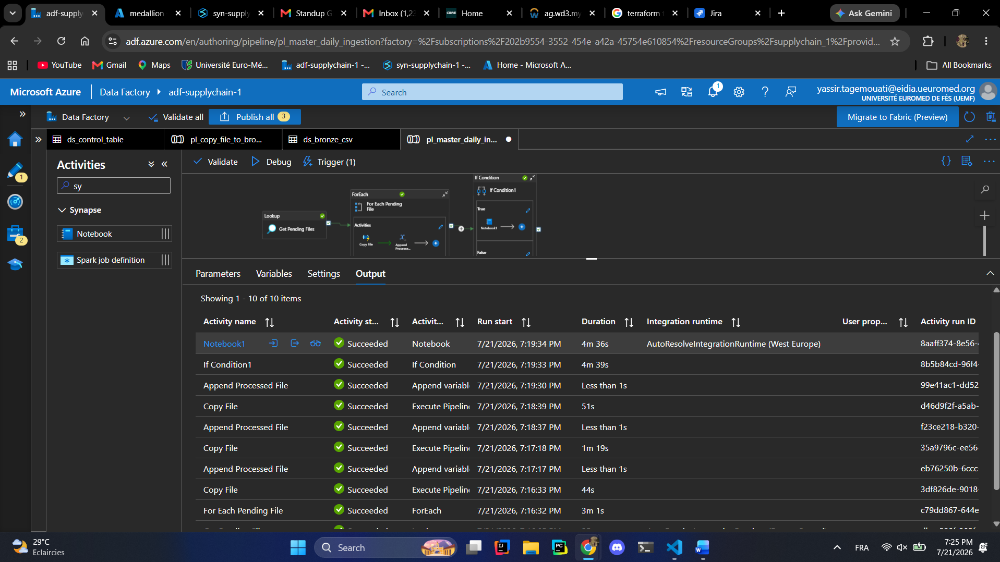 adf-supply
medallion
syn-supply
Standup G
Inbox (1,23
Home
ag.wd3.my
terraform t
Jira
Ask Gemini
adf.azure.com/en/authoring/pipeline/pl_master_daily_ingestion?factory=%2Fsubscriptions%2F202b9554-3552-454e-a42a-45754e610854%2FresourceGroups%2Fsupplychain_1%2Fprovid...
YouTube
Gmail
Maps
Université Euro-Mé...
adf-supplychain-1 -...
syn-supplychain-1 -...
Home - Microsoft A...
All Bookmarks
Microsoft Azure
Data Factory
adf-supplychain-1
Search
1
yassir.tagemouati@eidia.ueuromed.org
UNIVERSITÉ EUROMED DE FÈS (UEMF)
Data Factory
Validate all
Publish all 3
Migrate to Fabric (Preview)
ds_control_table
pl_copy_file_to_bro...
ds_bronze_csv
pl_master_daily_in...
Activities
sy
Synapse
Notebook
Spark job definition
1
2
Validate
Debug
Trigger (1)
If Condition
If Condition1
True
Notebook1
False
ForEach
For Each Pending
File
Activities
Copy File
Append
Processe...
Lookup
Get Pending Files
Parameters
Variables
Settings
Output
Showing 1 - 10 of 10 items
Activity name Activity st... Activit... Run start Duration Integration runtime User prop... Activity run ID
Notebook1 Succeeded Notebook 7/21/2026, 7:19:34 PM 4m 36s AutoResolveIntegrationRuntime (West Europe) 8aaff374-8e56-
If Condition1 Succeeded If Condition 7/21/2026, 7:19:33 PM 4m 39s 8b5b84cd-96f4-
Append Processed File Succeeded Append variabl 7/21/2026, 7:19:30 PM Less than 1s 99e41ac1-dd52
Copy File Succeeded Execute Pipeline 7/21/2026, 7:18:39 PM 51s d46d9f2f-a5ab-
Append Processed File Succeeded Append variabl 7/21/2026, 7:18:37 PM Less than 1s f23ce218-b320-
Copy File Succeeded Execute Pipeline 7/21/2026, 7:17:18 PM 1m 19s 35a9796c-ee56-
Append Processed File Succeeded Append variabl 7/21/2026, 7:17:17 PM Less than 1s eb76250b-6ccc
Copy File Succeeded Execute Pipeline 7/21/2026, 7:16:33 PM 44s 3df826de-9018-
For Each Pending File Succeeded ForEach 7/21/2026, 7:16:32 PM 3m 1s c79dd867-644e
29°C
Eclaircies
Search
FRA
7:25 PM
7/21/2026